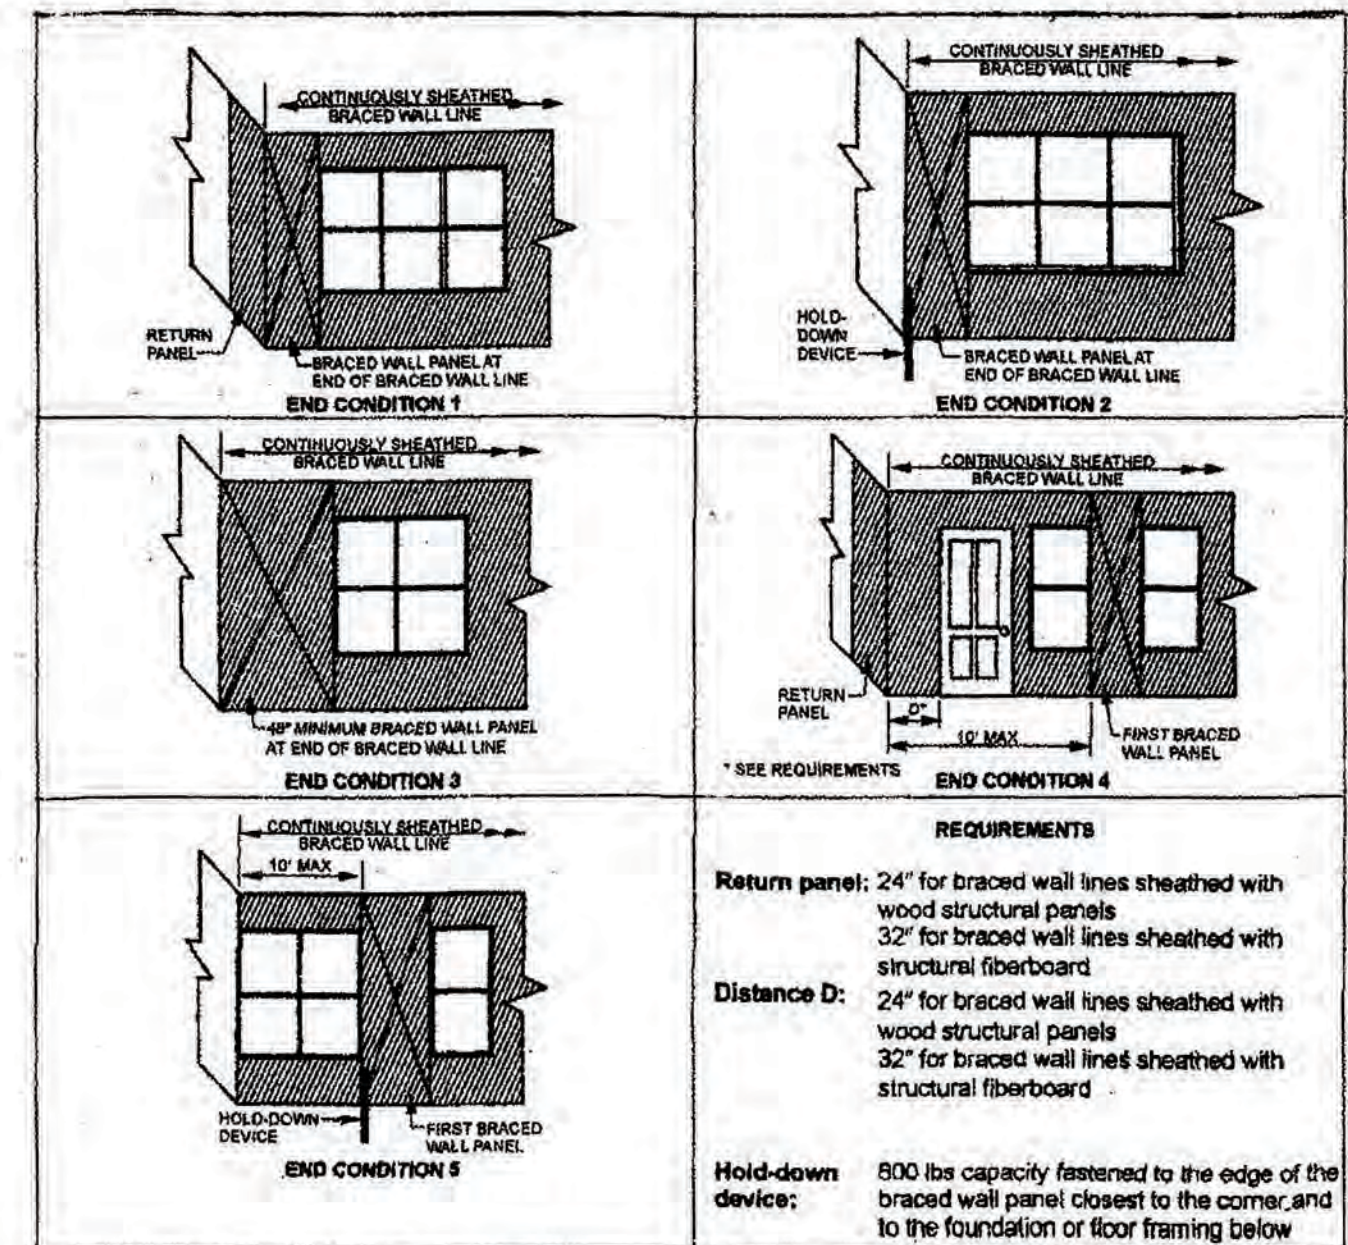 CONTINUOUSLY SHEATHED
BRACED WALL LINE
RETURN
PANEL
BRACED WALL PANEL AT
END OF BRACED WALL LINE
END CONDITION 1
CONTINUOUSLY SHEATHED
BRACED WALL LINE
HOLD-
DOWN
DEVICE
BRACED WALL PANEL AT
END OF BRACED WALL LINE
END CONDITION 2
CONTINUOUSLY SHEATHED
BRACED WALL LINE
48" MINIMUM BRACED WALL PANEL
AT END OF BRACED WALL LINE
END CONDITION 3
CONTINUOUSLY SHEATHED
BRACED WALL LINE
RETURN
PANEL
D*
10' MAX
FIRST BRACED
WALL PANEL
* SEE REQUIREMENTS
END CONDITION 4
CONTINUOUSLY SHEATHED
BRACED WALL LINE
10' MAX
HOLD-DOWN
DEVICE
FIRST BRACED
WALL PANEL
END CONDITION 5
REQUIREMENTS
Return panel: 24" for braced wall lines sheathed with
wood structural panels
32" for braced wall lines sheathed with
structural fiberboard
Distance D: 24" for braced wall lines sheathed with
wood structural panels
32" for braced wall lines sheathed with
structural fiberboard
Hold-down 800 lbs capacity fastened to the edge of the
device: braced wall panel closest to the corner and
to the foundation or floor framing below